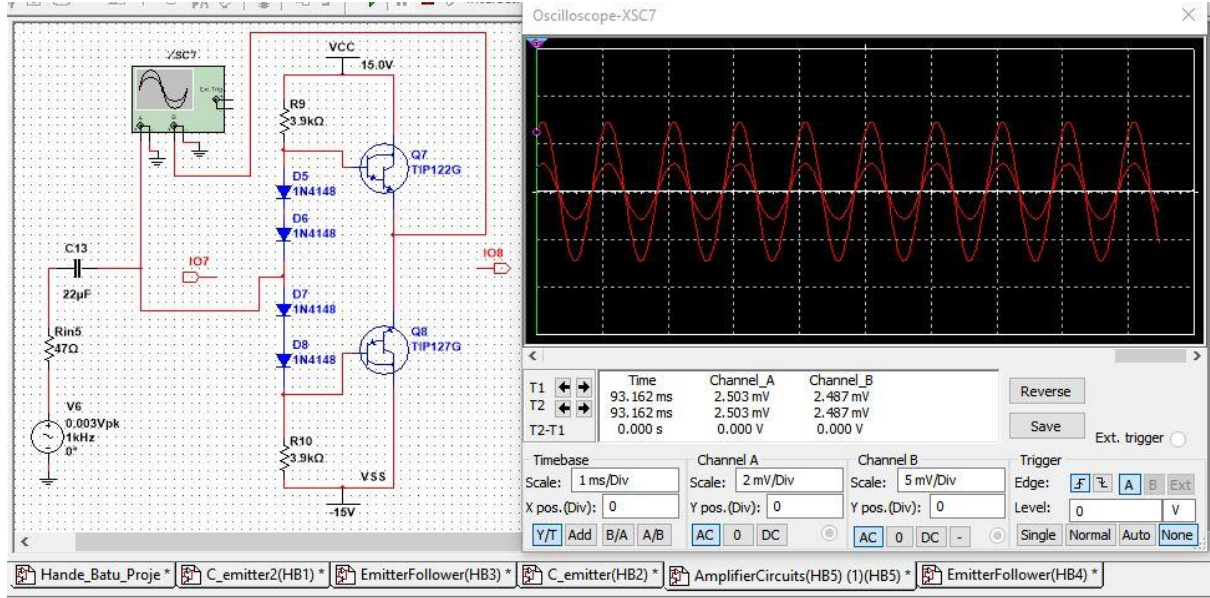 Oscilloscope-XSC7
XSC7
Ext Trig
A
B
VCC
15.0V
R9
3.9kΩ
Q7
TIP122G
D5
1N4148
D6
1N4148
C13
22µF
IO7
IO8
D7
1N4148
Rin5
47Ω
Q8
TIP127G
D8
1N4148
V6
0.003Vpk
1kHz
0°
R10
3.9kΩ
VSS
-15V
Time Channel_A Channel_B
T1 93.162 ms 2.503 mV 2.487 mV
T2 93.162 ms 2.503 mV 2.487 mV
T2-T1 0.000 s 0.000 V 0.000 V
Reverse
Save
Ext. trigger
Timebase
Scale: 1 ms/Div
X pos.(Div): 0
Y/T Add B/A A/B
Channel A
Scale: 2 mV/Div
Y pos.(Div): 0
AC 0 DC
Channel B
Scale: 5 mV/Div
Y pos.(Div): 0
AC 0 DC -
Trigger
Edge: A B Ext
Level: 0 V
Single Normal Auto None
Hande_Batu_Proje * C_emitter2(HB1) * EmitterFollower(HB3) * C_emitter(HB2) * AmplifierCircuits(HB5) (1)(HB5) * EmitterFollower(HB4) *